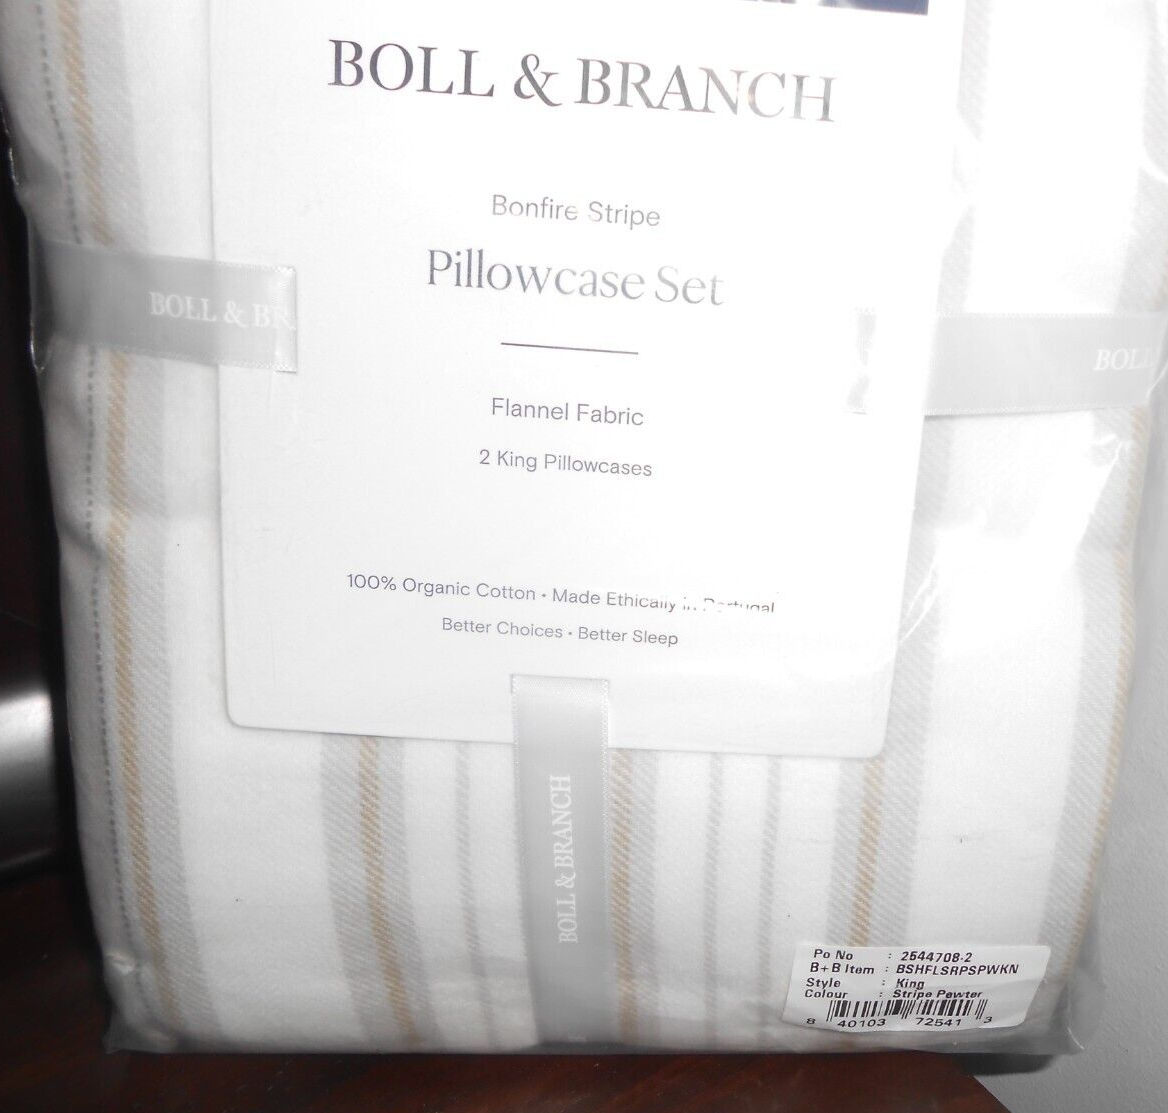 BOLL & BRANCH
Bonfire Stripe
Pillowcase Set
Flannel Fabric
2 King Pillowcases
100% Organic Cotton • Made Ethically in Portugal
Better Choices • Better Sleep
BOLL & BR
BOLL
BOLL & BRANCH
Po No : 2544708-2
B+B Item : BSHFLSRPSPWKN
Style : King
Colour : Stripe Pewter
8 40103 72541 3